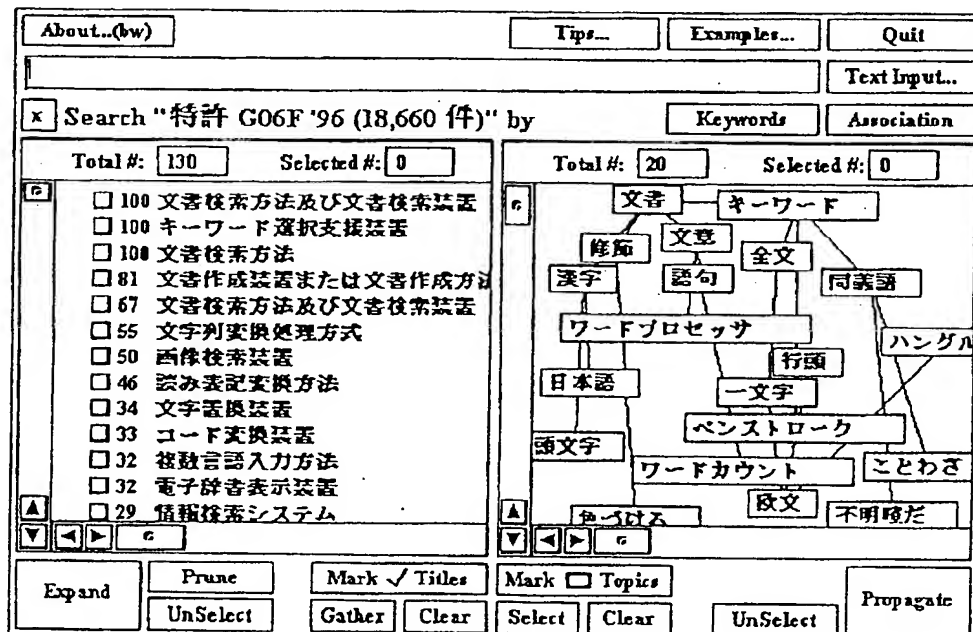 About...(bw) Tips... Examples... Quit
Text Input...
x Search "特許 G06F '96 (18,660 件)" by Keywords Association
Total #: 130 Selected #: 0
100 文書検索方法及び文書検索装置
100 キーワード選択支援装置
100 文書検索方法
81 文書作成装置または文書作成方法
67 文書検索方法及び文書検索装置
55 文字列変換処理方式
50 画像検索装置
46 読み表記変換方法
34 文字置換装置
33 コード変換装置
32 複数言語入力方法
32 電子辞書表示装置
29 情報検索システム
Total #: 20 Selected #: 0
文書 キーワード
修飾 文章 全文
漢字 語句 同義語
ワードプロセッサ ハングル
行頭
日本語 一文字
ペンストローク
頭文字
ワードカウント ことわざ
欧文
色づける 不明瞭だ
Expand Prune Mark ✓ Titles
UnSelect Gather Clear
Mark Topics
Select Clear UnSelect Propagate